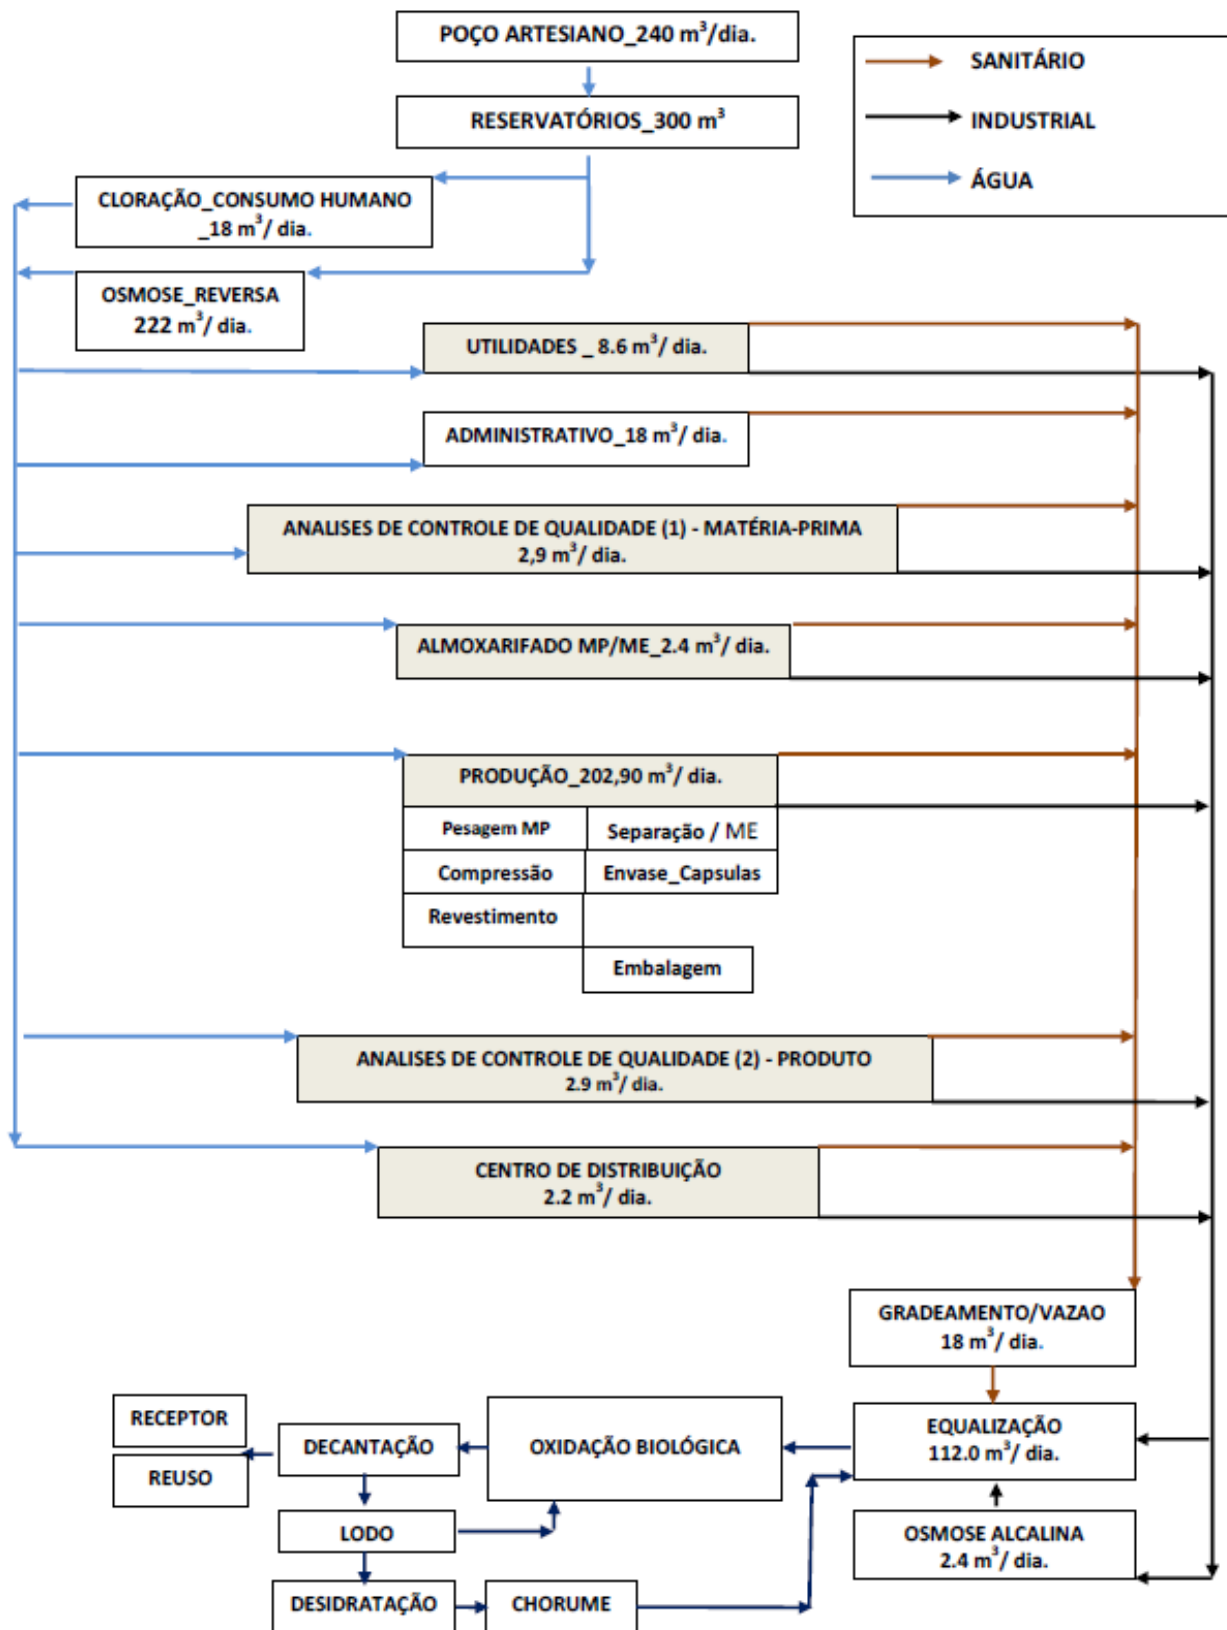 POÇO ARTESIANO_240 m³/dia.
RESERVATÓRIOS_300 m³
SANITÁRIO
INDUSTRIAL
ÁGUA
CLORAÇÃO_CONSUMO HUMANO
_18 m³/ dia.
OSMOSE_REVERSA
222 m³/ dia.
UTILIDADES _ 8.6 m³/ dia.
ADMINISTRATIVO_18 m³/ dia.
ANALISES DE CONTROLE DE QUALIDADE (1) - MATÉRIA-PRIMA
2,9 m³/ dia.
ALMOXARIFADO MP/ME_2.4 m³/ dia.
PRODUÇÃO_202,90 m³/ dia.
Pesagem MP
Separação / ME
Compressão
Envase_Capsulas
Revestimento
Embalagem
ANALISES DE CONTROLE DE QUALIDADE (2) - PRODUTO
2.9 m³/ dia.
CENTRO DE DISTRIBUIÇÃO
2.2 m³/ dia.
GRADEAMENTO/VAZAO
18 m³/ dia.
RECEPTOR
REUSO
DECANTAÇÃO
OXIDAÇÃO BIOLÓGICA
EQUALIZAÇÃO
112.0 m³/ dia.
LODO
OSMOSE ALCALINA
2.4 m³/ dia.
DESIDRATAÇÃO
CHORUME